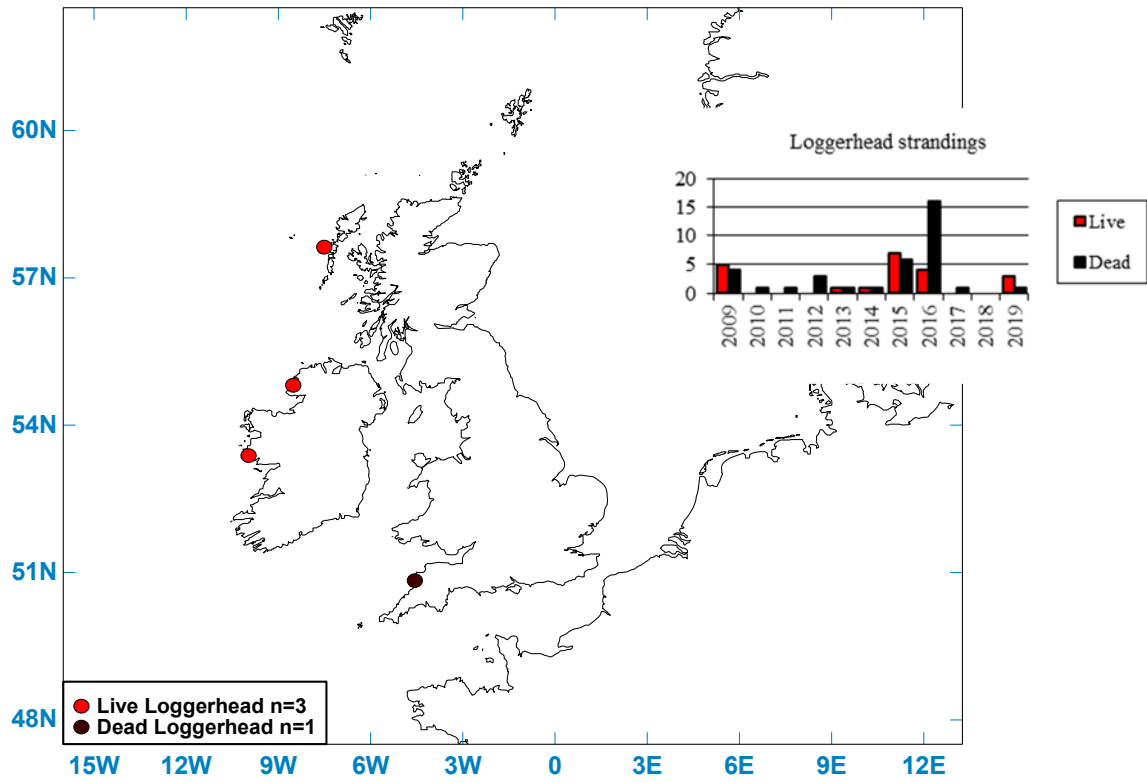 60N
57N
54N
51N
48N
Loggerhead strandings
20
15
10
5
0
2009
2010
2011
2012
2013
2014
2015
2016
2017
2018
2019
Live
Dead
Live Loggerhead n=3
Dead Loggerhead n=1
15W 12W 9W 6W 3W 0 3E 6E 9E 12E